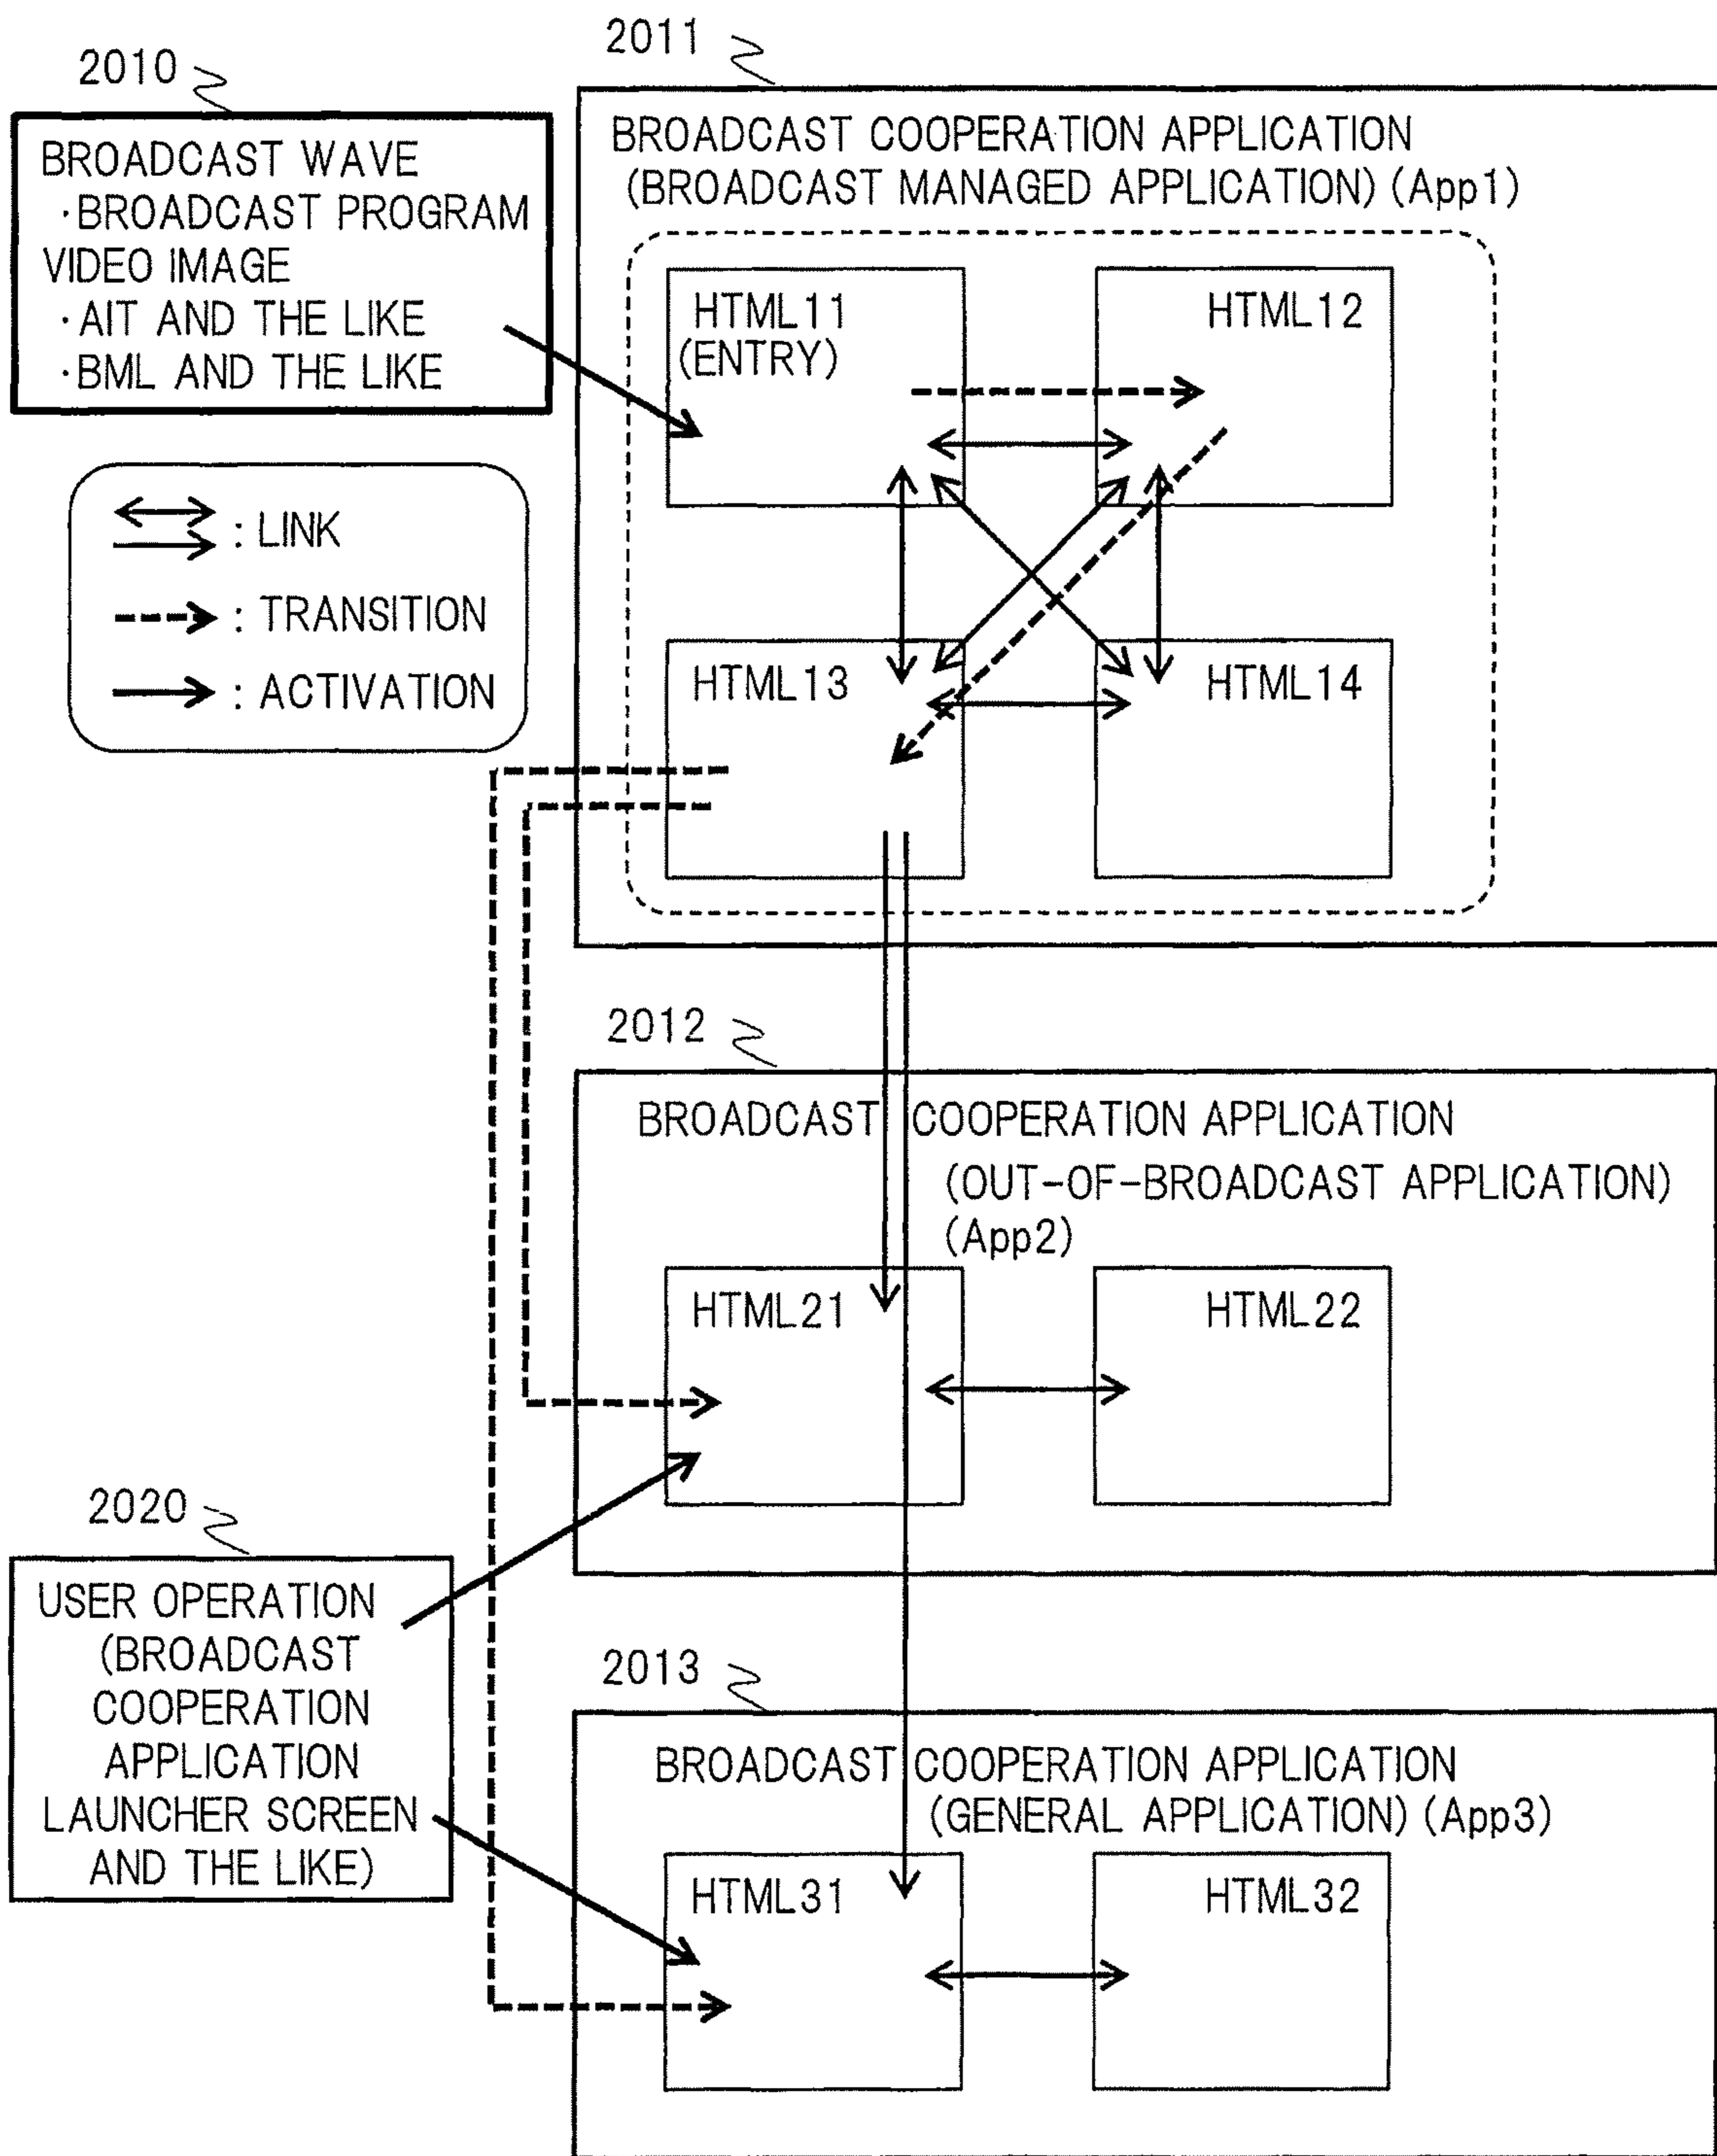 2010
BROADCAST WAVE
·BROADCAST PROGRAM
VIDEO IMAGE
·AIT AND THE LIKE
·BML AND THE LIKE
: LINK
: TRANSITION
: ACTIVATION
2011
BROADCAST COOPERATION APPLICATION
(BROADCAST MANAGED APPLICATION) (App1)
HTML11
(ENTRY)
HTML12
HTML13
HTML14
2012
BROADCAST COOPERATION APPLICATION
(OUT-OF-BROADCAST APPLICATION)
(App2)
HTML21
HTML22
2020
USER OPERATION
(BROADCAST
COOPERATION
APPLICATION
LAUNCHER SCREEN
AND THE LIKE)
2013
BROADCAST COOPERATION APPLICATION
(GENERAL APPLICATION) (App3)
HTML31
HTML32